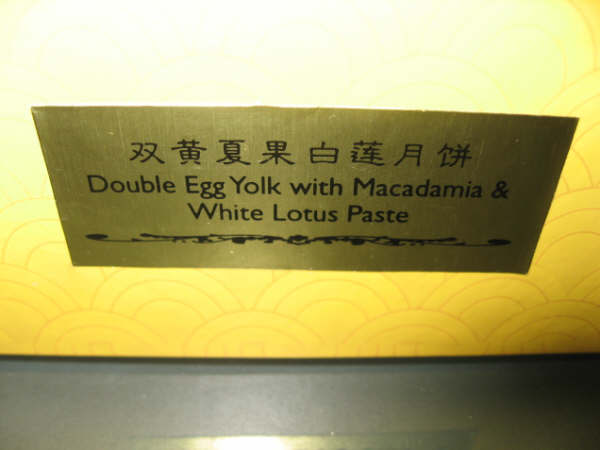 双黄夏果白莲月饼
Double Egg Yolk with Macadamia &
White Lotus Paste